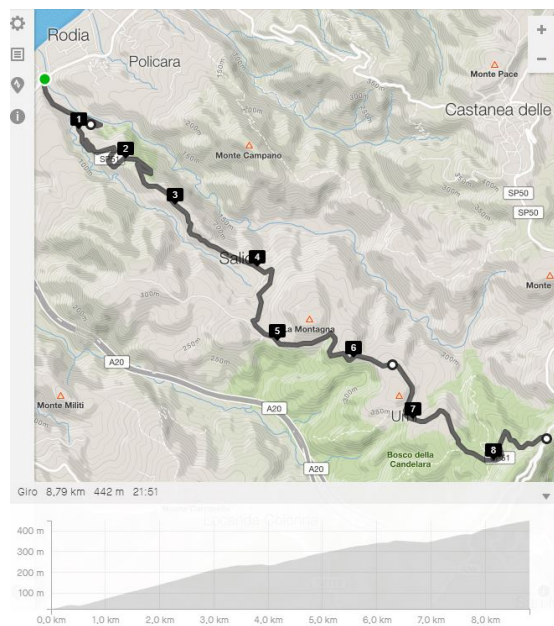 Rodia
Policara
+
−
Monte Pace
350m
Castanea delle
1
2
SP51
Monte Campano
SP50
3
SP50
4
Monte
5
La Montagna
6
A20
A20
Monte Militi
7
8
Bosco della
Candelara
A20
Giro 8,79 km 442 m 21:51
400 m
300 m
200 m
100 m
0,0 km 1,0 km 2,0 km 3,0 km 4,0 km 5,0 km 6,0 km 7,0 km 8,0 km